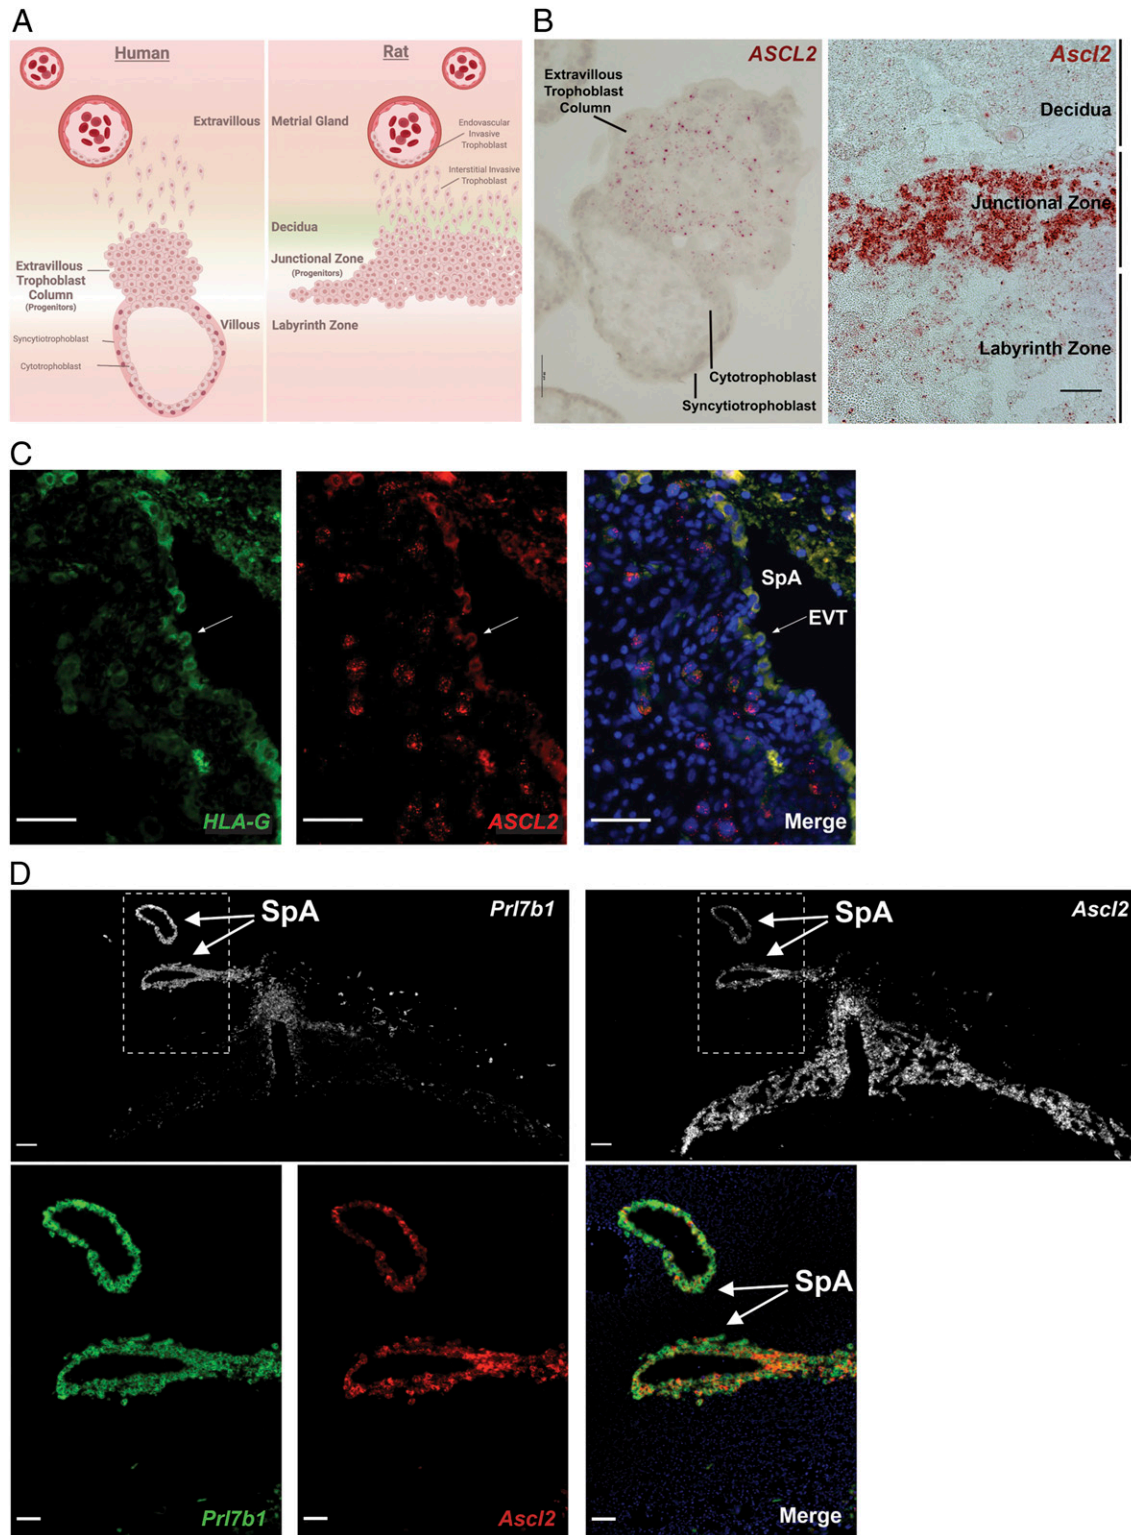 A
Human
Rat
Extravillous
Metrial Gland
Endovascular
Invasive
Trophoblast
Interstitial Invasive
Trophoblast
Decidua
Junctional Zone
(Progenitors)
Extravillous
Trophoblast
Column
(Progenitors)
Villous
Labyrinth Zone
Syncytiotrophoblast
Cytotrophoblast
B
ASCL2
Extravillous
Trophoblast
Column
Cytotrophoblast
Syncytiotrophoblast
Ascl2
Decidua
Junctional Zone
Labyrinth Zone
C
HLA-G
ASCL2
SpA
EVT
Merge
D
SpA
Prl7b1
SpA
Ascl2
Prl7b1
Ascl2
SpA
Merge